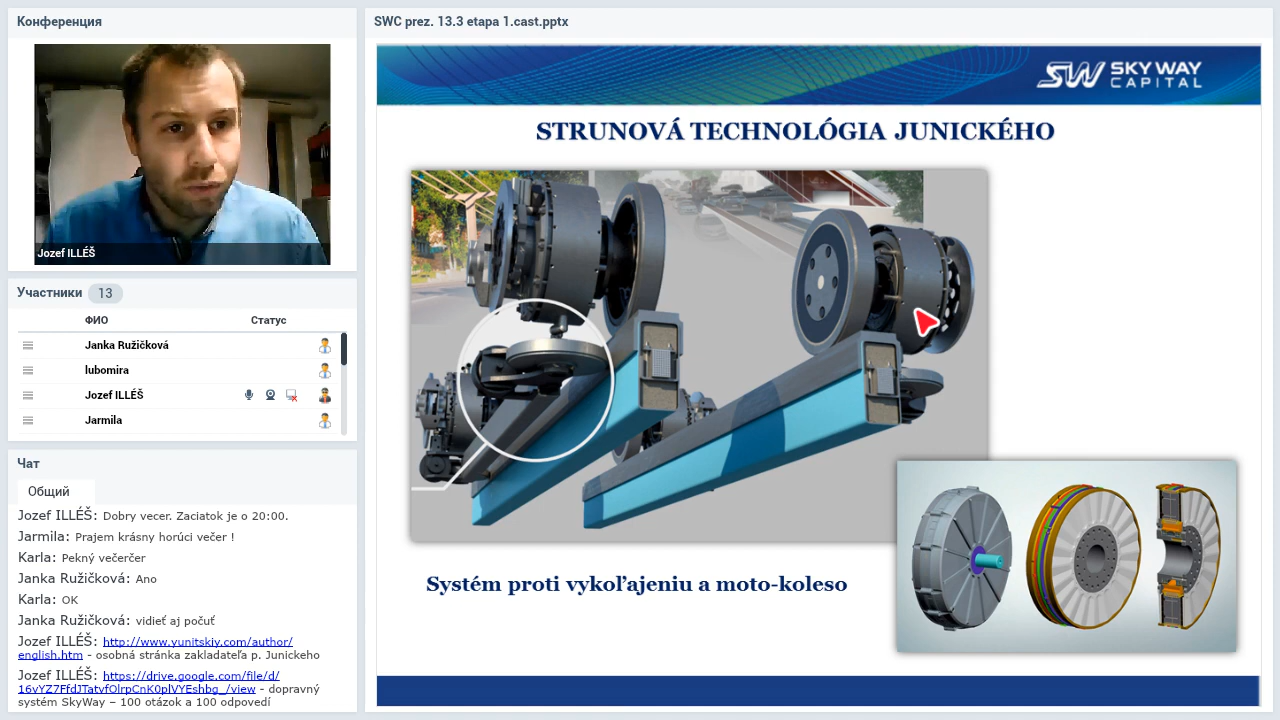 Конференция
Jozef ILLÉŠ
Участники 13
ФИО Статус
Janka Ružičková
lubomira
Jozef ILLÉŠ
Jarmila
Чат
Общий
Jozef ILLÉŠ: Dobry vecer. Zaciatok je o 20:00.
Jarmila: Prajem krásny horúci večer !
Karla: Pekný večerčer
Janka Ružičková: Ano
Karla: OK
Janka Ružičková: vidieť aj počuť
Jozef ILLÉŠ: http://www.yunitskiy.com/author/
english.htm - osobná stránka zakladateľa p. Junickeho
Jozef ILLÉŠ: https://drive.google.com/file/d/
16vYZ7FfdJTatvfOlrpCnK0plVYEshbg_/view - dopravný
systém SkyWay – 100 otázok a 100 odpovedí
SWC prez. 13.3 etapa 1.cast.pptx
SW SKY WAY
CAPITAL
STRUNOVÁ TECHNOLÓGIA JUNICKÉHO
Systém proti vykoľajeniu a moto-koleso